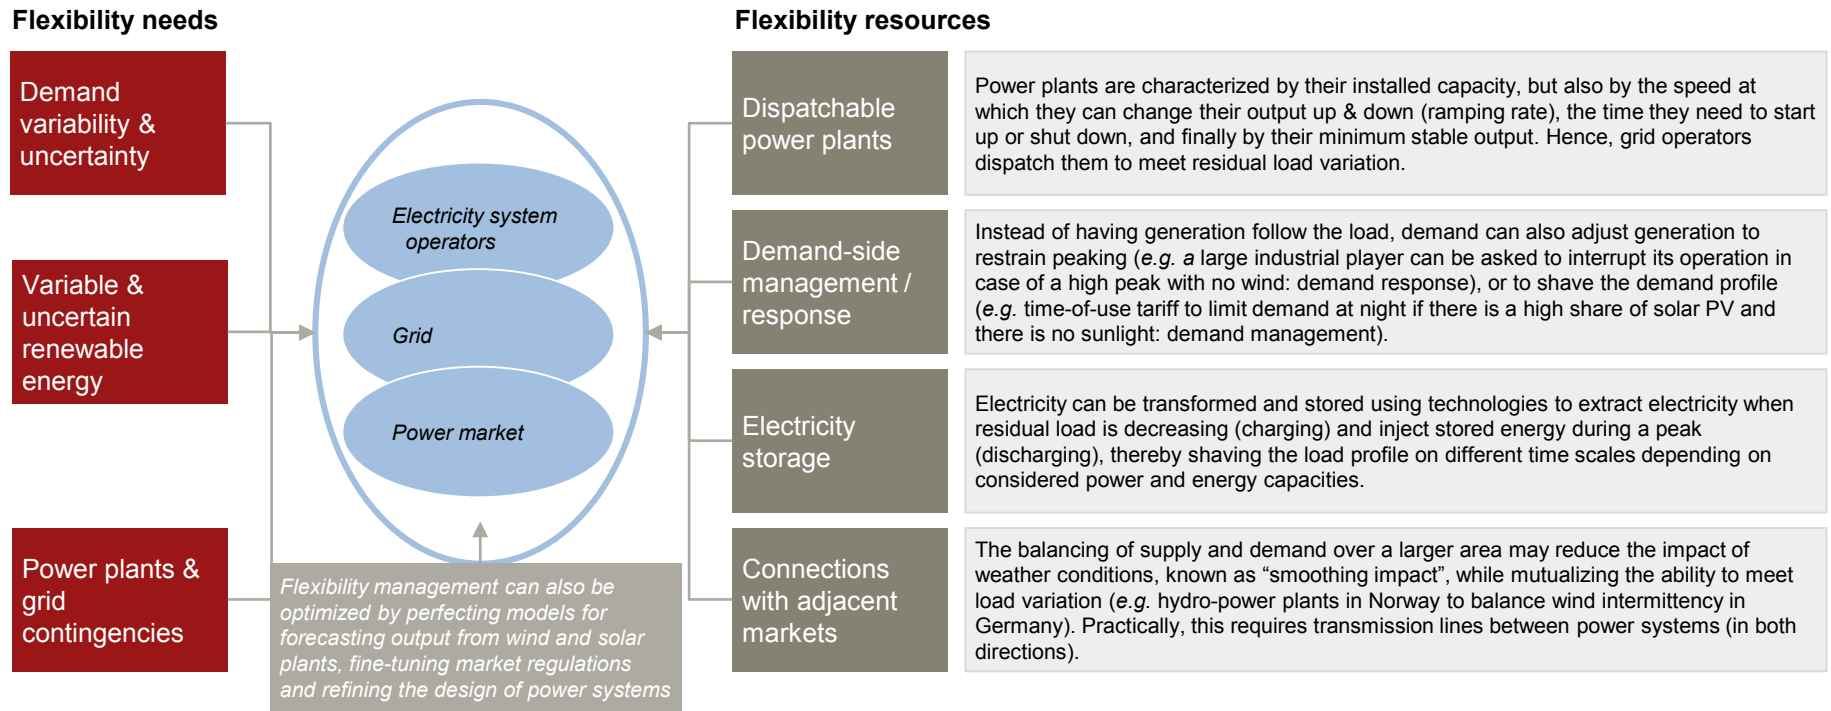 Flexibility needs
Demand
variability &
uncertainty
Variable &
uncertain
renewable
energy
Power plants &
grid
contingencies
Electricity system
operators
Grid
Power market
Flexibility management can also be
optimized by perfecting models for
forecasting output from wind and solar
plants, fine-tuning market regulations
and refining the design of power systems
Flexibility resources
Dispatchable
power plants
Power plants are characterized by their installed capacity, but also by the speed at
which they can change their output up & down (ramping rate), the time they need to start
up or shut down, and finally by their minimum stable output. Hence, grid operators
dispatch them to meet residual load variation.
Demand-side
management /
response
Instead of having generation follow the load, demand can also adjust generation to
restrain peaking (e.g. a large industrial player can be asked to interrupt its operation in
case of a high peak with no wind: demand response), or to shave the demand profile
(e.g. time-of-use tariff to limit demand at night if there is a high share of solar PV and
there is no sunlight: demand management).
Electricity
storage
Electricity can be transformed and stored using technologies to extract electricity when
residual load is decreasing (charging) and inject stored energy during a peak
(discharging), thereby shaving the load profile on different time scales depending on
considered power and energy capacities.
Connections
with adjacent
markets
The balancing of supply and demand over a larger area may reduce the impact of
weather conditions, known as “smoothing impact”, while mutualizing the ability to meet
load variation (e.g. hydro-power plants in Norway to balance wind intermittency in
Germany). Practically, this requires transmission lines between power systems (in both
directions).